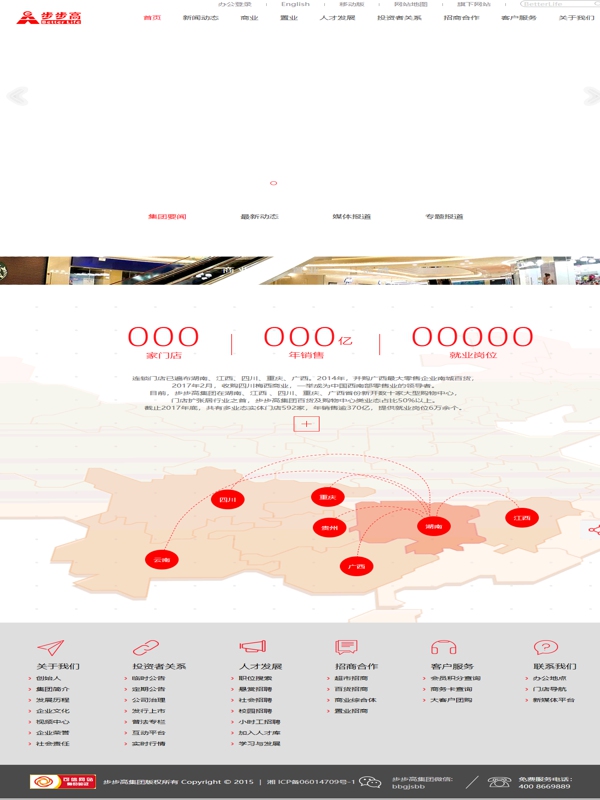 办公登录 English 移动版 网站地图 旗下网站 BetterLife
步步高
Better Life
首页 新闻动态 商业 置业 人才发展 投资者关系 招商合作 客户服务 关于我们
集团要闻 最新动态 媒体报道 专题报道
商业
000
家门店
000亿
年销售
00000
就业岗位
连锁门店已遍布湖南、江西、四川、重庆、广西。2014年，并购广西最大零售企业南城百货，
2017年2月，收购四川梅西商业，一举成为中国西南部零售业的领导者。
目前，步步高集团在湖南、江西、四川、重庆、广西省份新开数十家大型购物中心，
门店扩张居行业之首，步步高集团百货及购物中心类业态占比50%以上。
截止2017年底，共有多业态实体门店592家，年销售逾370亿，提供就业岗位6万余个。
四川
重庆
贵州
湖南
江西
云南
广西
关于我们
创始人
集团简介
发展历程
企业文化
视频中心
企业荣誉
社会责任
投资者关系
临时公告
定期公告
公司治理
发行上市
普法专栏
互动平台
实时行情
人才发展
职位搜索
悬赏招聘
社会招聘
校园招聘
小时工招聘
加入人才库
学习与发展
招商合作
超市招商
百货招商
商业综合体
置业招商
客户服务
会员积分查询
商务卡查询
大客户团购
联系我们
办公地点
门店导航
新媒体平台
可信网站
步步高集团版权所有 Copyright © 2015 | 湘 ICP备06014709号-1
步步高集团微信:
bbgjsbb
免费服务电话:
400 8669889